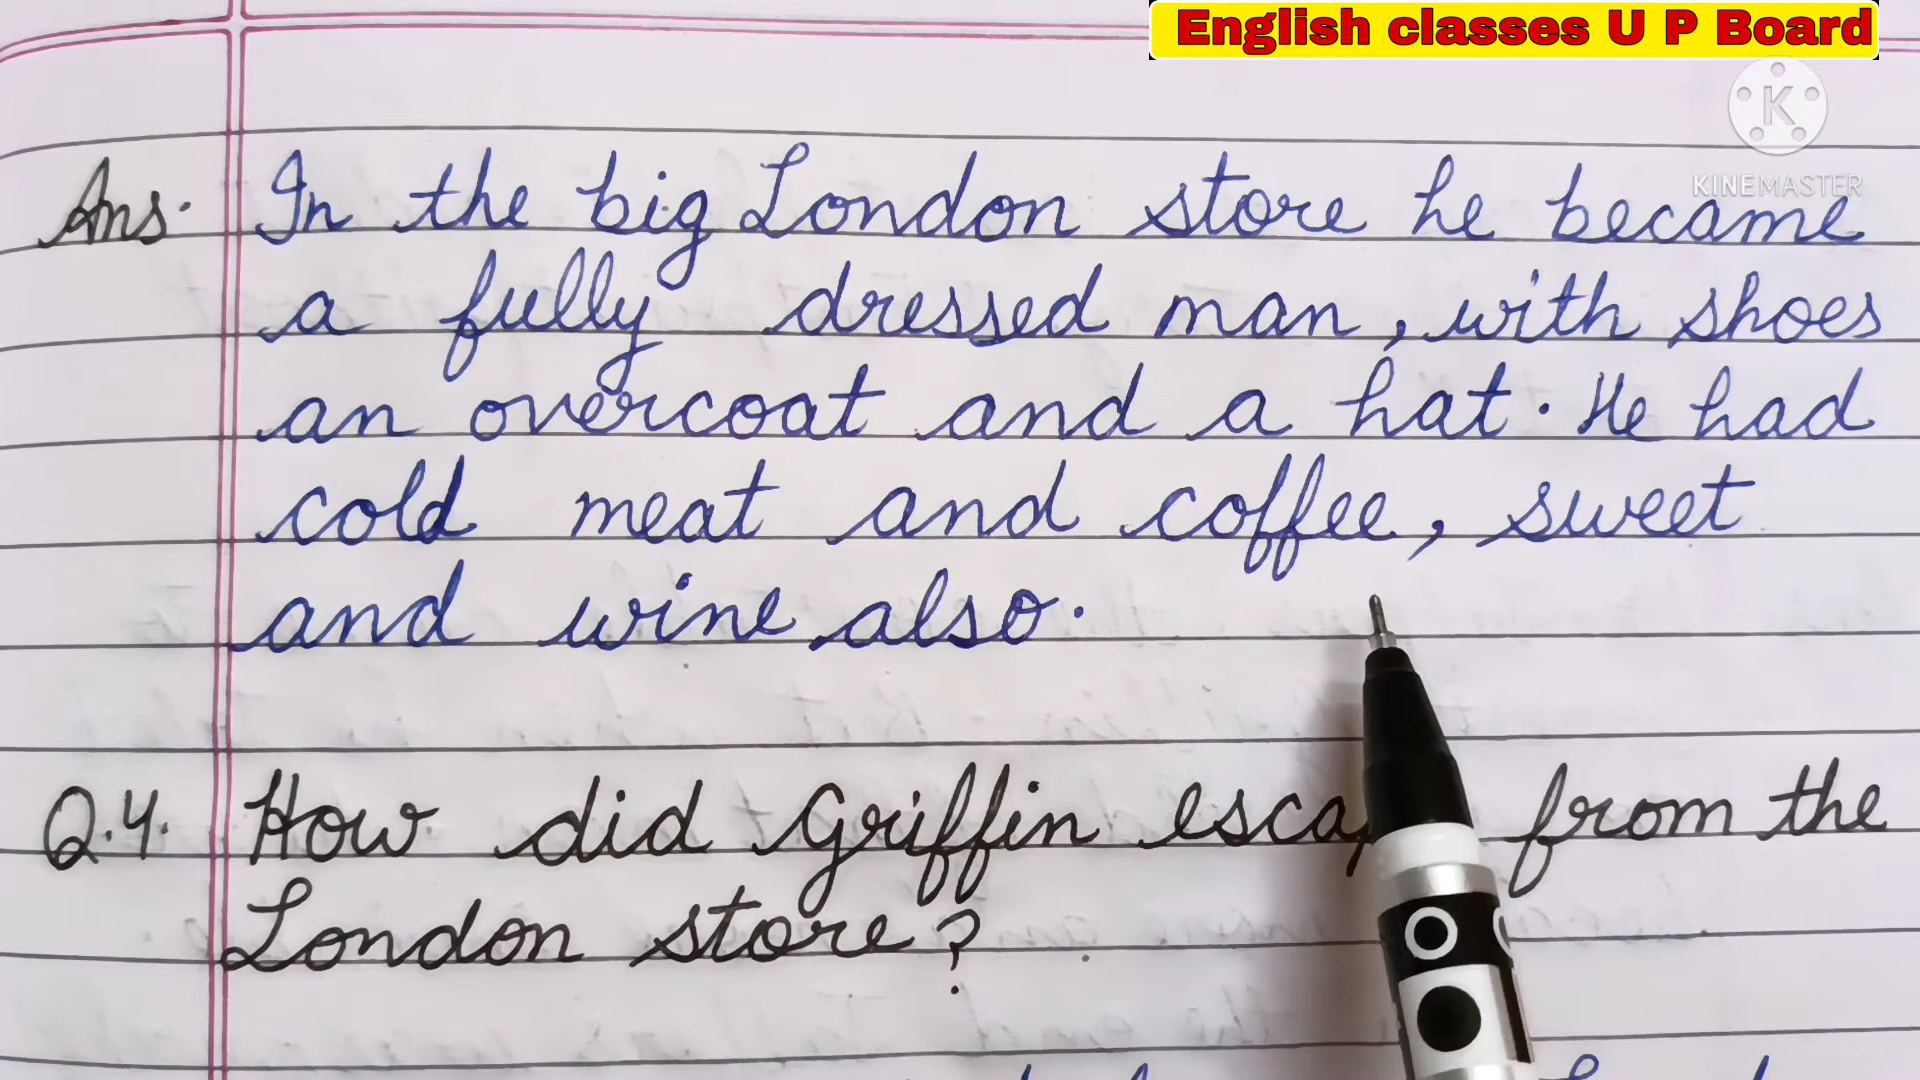 English classes U P Board
KINEMASTER
Ans. In the big London store he became
a fully dressed man, with shoes
an overcoat and a hat. He had
cold meat and coffee, sweet
and wine also.
Q.4. How did Griffin from the
London store?